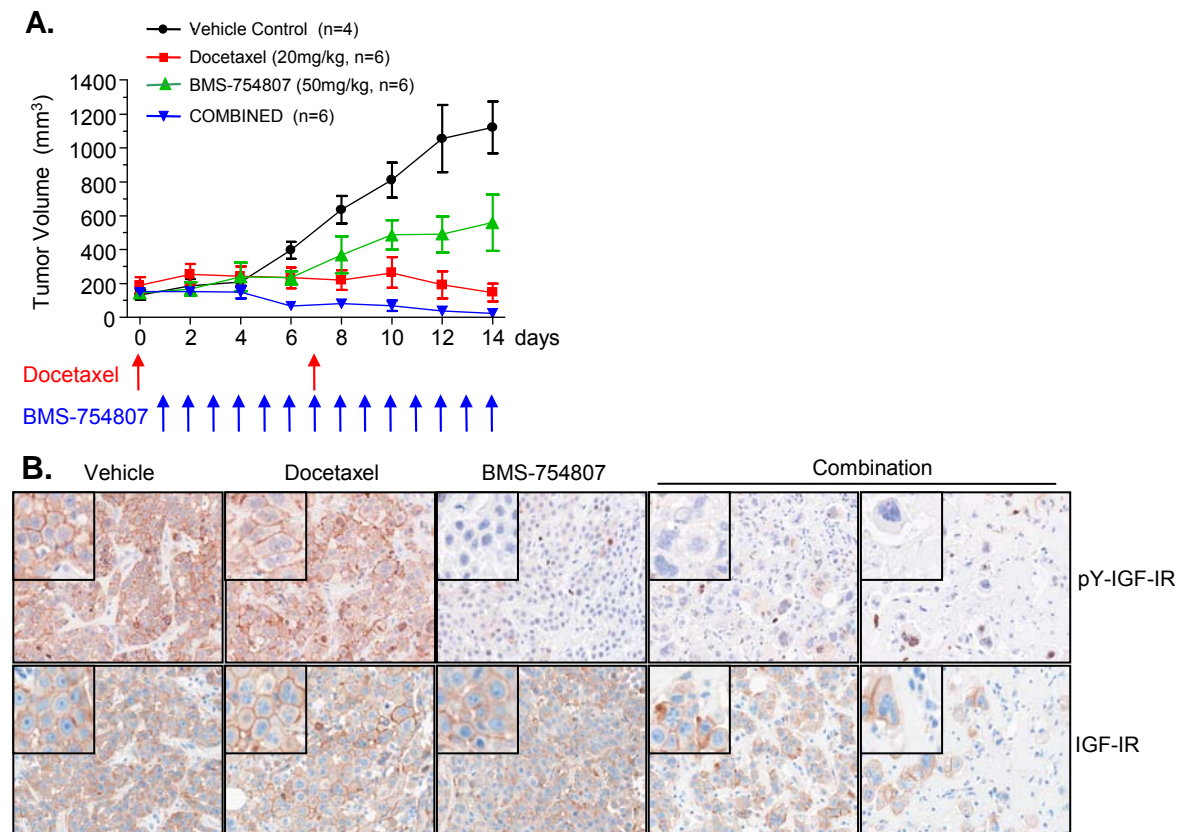 A.
Vehicle Control (n=4)
Docetaxel (20mg/kg, n=6)
BMS-754807 (50mg/kg, n=6)
COMBINED (n=6)
Tumor Volume (mm³)
1400
1200
1000
800
600
400
200
0
0 2 4 6 8 10 12 14 days
Docetaxel
BMS-754807
B.
Vehicle Docetaxel BMS-754807 Combination
pY-IGF-IR
IGF-IR